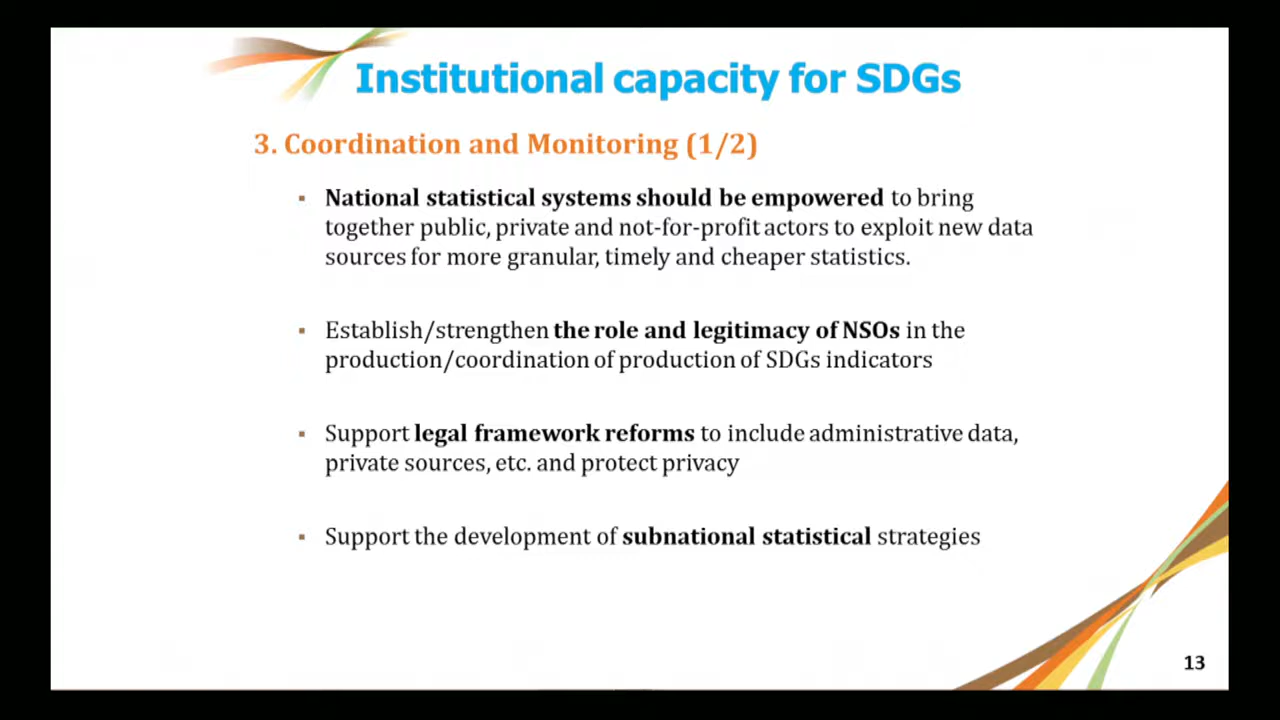 Institutional capacity for SDGs
3. Coordination and Monitoring (1/2)
▪ National statistical systems should be empowered to bring
together public, private and not-for-profit actors to exploit new data
sources for more granular, timely and cheaper statistics.
▪ Establish/strengthen the role and legitimacy of NSOs in the
production/coordination of production of SDGs indicators
▪ Support legal framework reforms to include administrative data,
private sources, etc. and protect privacy
▪ Support the development of subnational statistical strategies
13